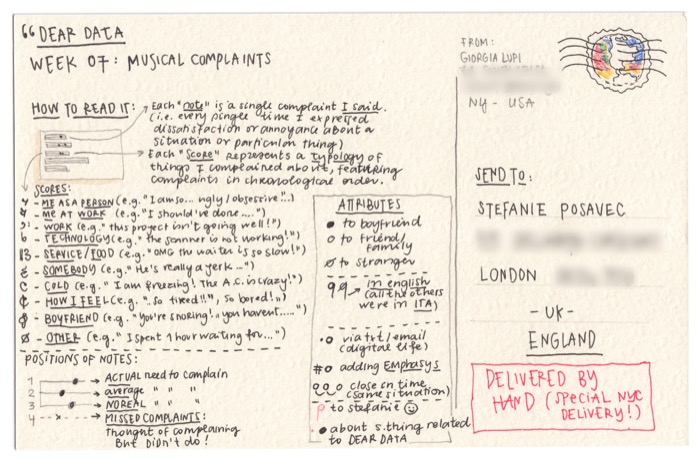 DEAR DATA
WEEK 07: MUSICAL COMPLAINTS
HOW TO READ IT:
Each "note" is a single complaint I said.
(i.e. every single time I expressed
dissatisfaction or annoyance about a
situation or particular thing)
Each "score" represents a typology of
things I complained about, featuring
complaints in chronological order.
SCORES:
- ME AS A PERSON (e.g. "I am so... ugly/obsessive"...)
- ME AT WORK (e.g. "I should've done....")
- WORK (e.g. "this project isn't going well!!")
- TECHNOLOGY (e.g. "the scanner is not working!")
- SERVICE/FOOD (e.g. "OMG the waiter is so slow!")
- SOMEBODY (e.g. "He's really a jerk...")
- COLD (e.g. "I am freezing! The A.C. is crazy!")
- HOW I FEEL (e.g. "..so tired!!", so bored!..)
- BOYFRIEND (e.g. "You're snoring!.. you haven't.....")
- OTHER (e.g. "I spent 1 hour waiting for...")
POSITIONS OF NOTES:
1 ACTUAL need to complain
2 average " " "
3 NO REAL " " "
4 MISSED COMPLAINTS:
Thought of complaining
But DIDN'T do!
ATTRIBUTES
to boyfriend
to friend/
family
to stranger
in english
(all the others
were in ITA)
via txt/email
(digital life)
adding EMPHASYS
close in time
(same situation)
to stefanie
about s.thing related
to DEAR DATA
FROM:
GIORGIA LUPI
NY - USA
SEND TO:
STEFANIE POSAVEC
LONDON
- UK -
ENGLAND
DELIVERED BY
HAND (SPECIAL NYC
DELIVERY!)